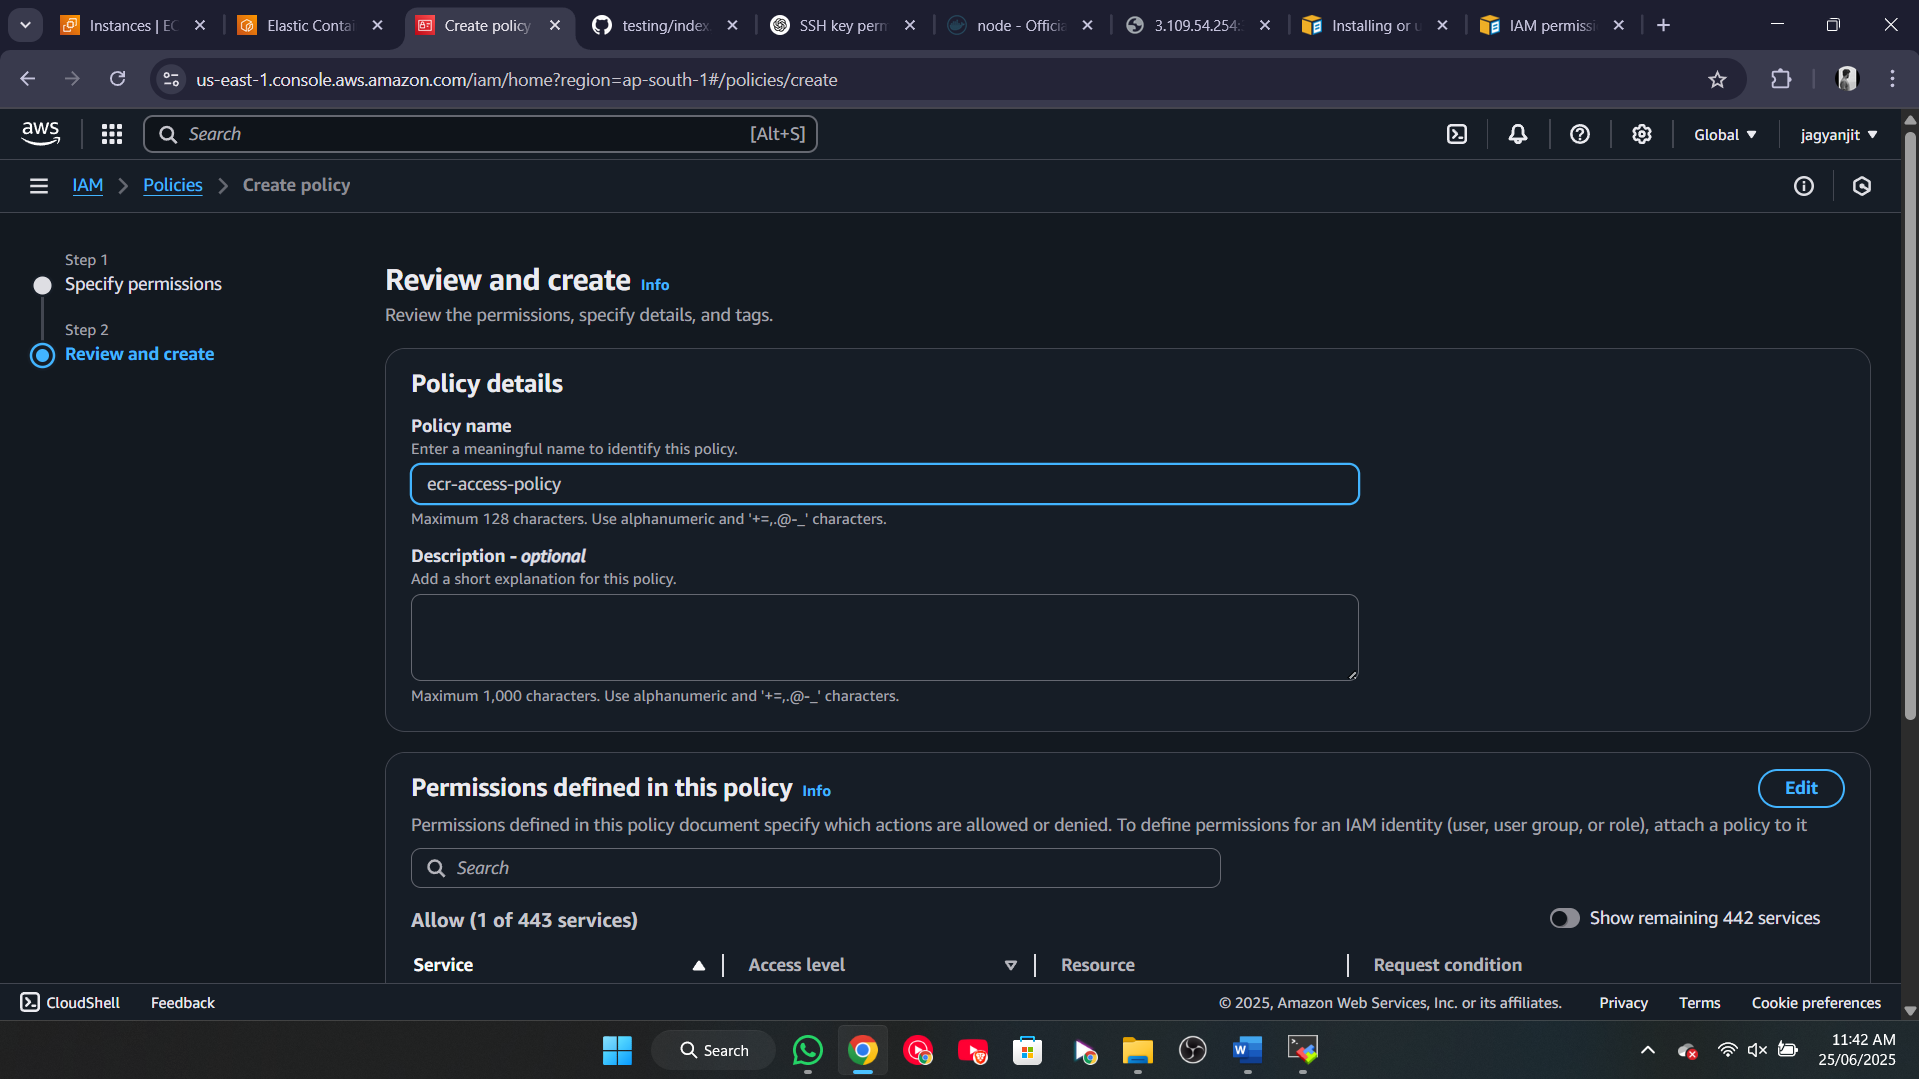 Instances | EC
Elastic Contai
Create policy
testing/index.
SSH key perm
node - Officia
3.109.54.254:
Installing or u
IAM permissi
us-east-1.console.aws.amazon.com/iam/home?region=ap-south-1#/policies/create
aws
Search
[Alt+S]
Global
jagyanjit
IAM
Policies
Create policy
Step 1
Specify permissions
Step 2
Review and create
Review and create Info
Review the permissions, specify details, and tags.
Policy details
Policy name
Enter a meaningful name to identify this policy.
ecr-access-policy
Maximum 128 characters. Use alphanumeric and '+=,.@-_' characters.
Description - optional
Add a short explanation for this policy.
Maximum 1,000 characters. Use alphanumeric and '+=,.@-_' characters.
Permissions defined in this policy Info
Edit
Permissions defined in this policy document specify which actions are allowed or denied. To define permissions for an IAM identity (user, user group, or role), attach a policy to it
Search
Allow (1 of 443 services)
Show remaining 442 services
Service
Access level
Resource
Request condition
CloudShell
Feedback
© 2025, Amazon Web Services, Inc. or its affiliates.
Privacy
Terms
Cookie preferences
Search
11:42 AM
25/06/2025